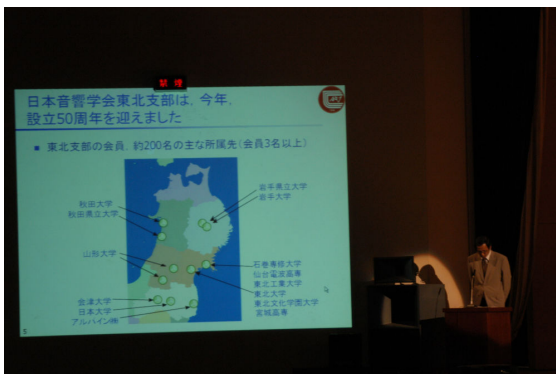 禁煙
日本音響学会東北支部は，今年，
設立50周年を迎えました
■ 東北支部の会員，約200名の主な所属先（会員3名以上）
岩手県立大学
岩手大学
秋田大学
秋田県立大学
山形大学
石巻専修大学
仙台電波高専
東北工業大学
東北大学
東北文化学園大学
宮城高専
会津大学
日本大学
アルパイン㈱
5